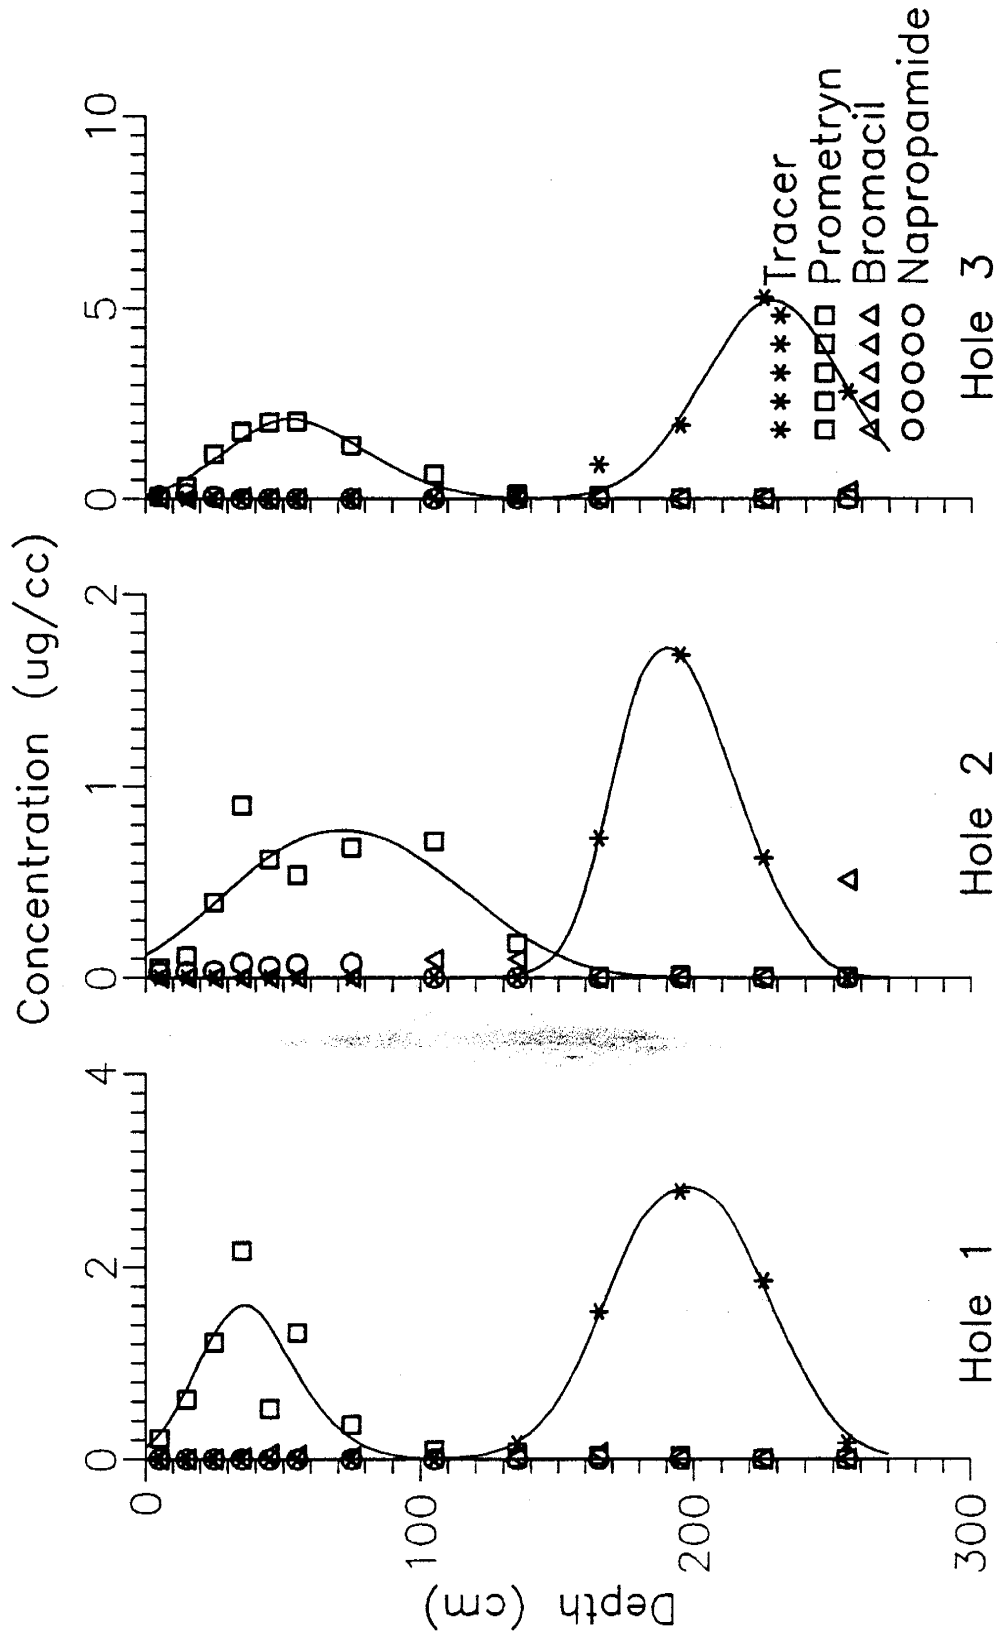 Concentration (ug/cc)
0 2 4
0 1 2
0 5 10
Depth (cm)
0
100
200
300
Tracer
Prometryn
Bromacil
Napropamide
Hole 1
Hole 2
Hole 3